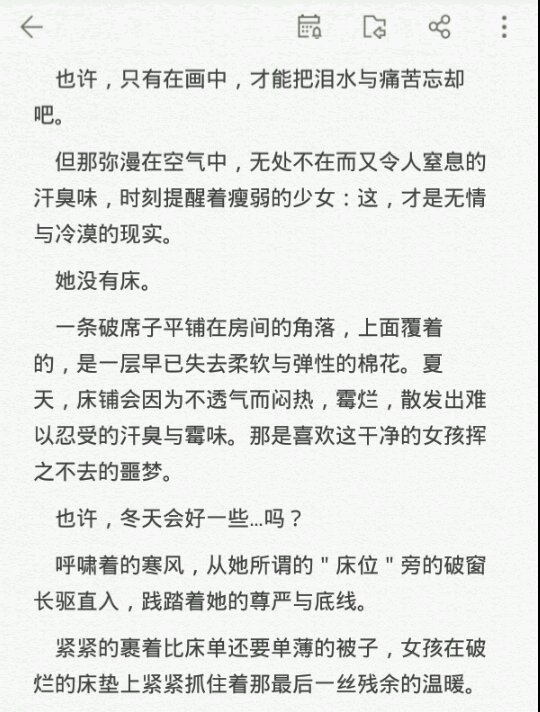 也许，只有在画中，才能把泪水与痛苦忘却
吧。
但那弥漫在空气中，无处不在而又令人窒息的
汗臭味，时刻提醒着瘦弱的少女：这，才是无情
与冷漠的现实。
她没有床。
一条破席子平铺在房间的角落，上面覆着
的，是一层早已失去柔软与弹性的棉花。夏
天，床铺会因为不透气而闷热，霉烂，散发出难
以忍受的汗臭与霉味。那是喜欢这干净的女孩挥
之不去的噩梦。
也许，冬天会好一些...吗？
呼啸着的寒风，从她所谓的＂床位＂旁的破窗
长驱直入，践踏着她的尊严与底线。
紧紧的裹着比床单还要单薄的被子，女孩在破
烂的床垫上紧紧抓住着那最后一丝残余的温暖。